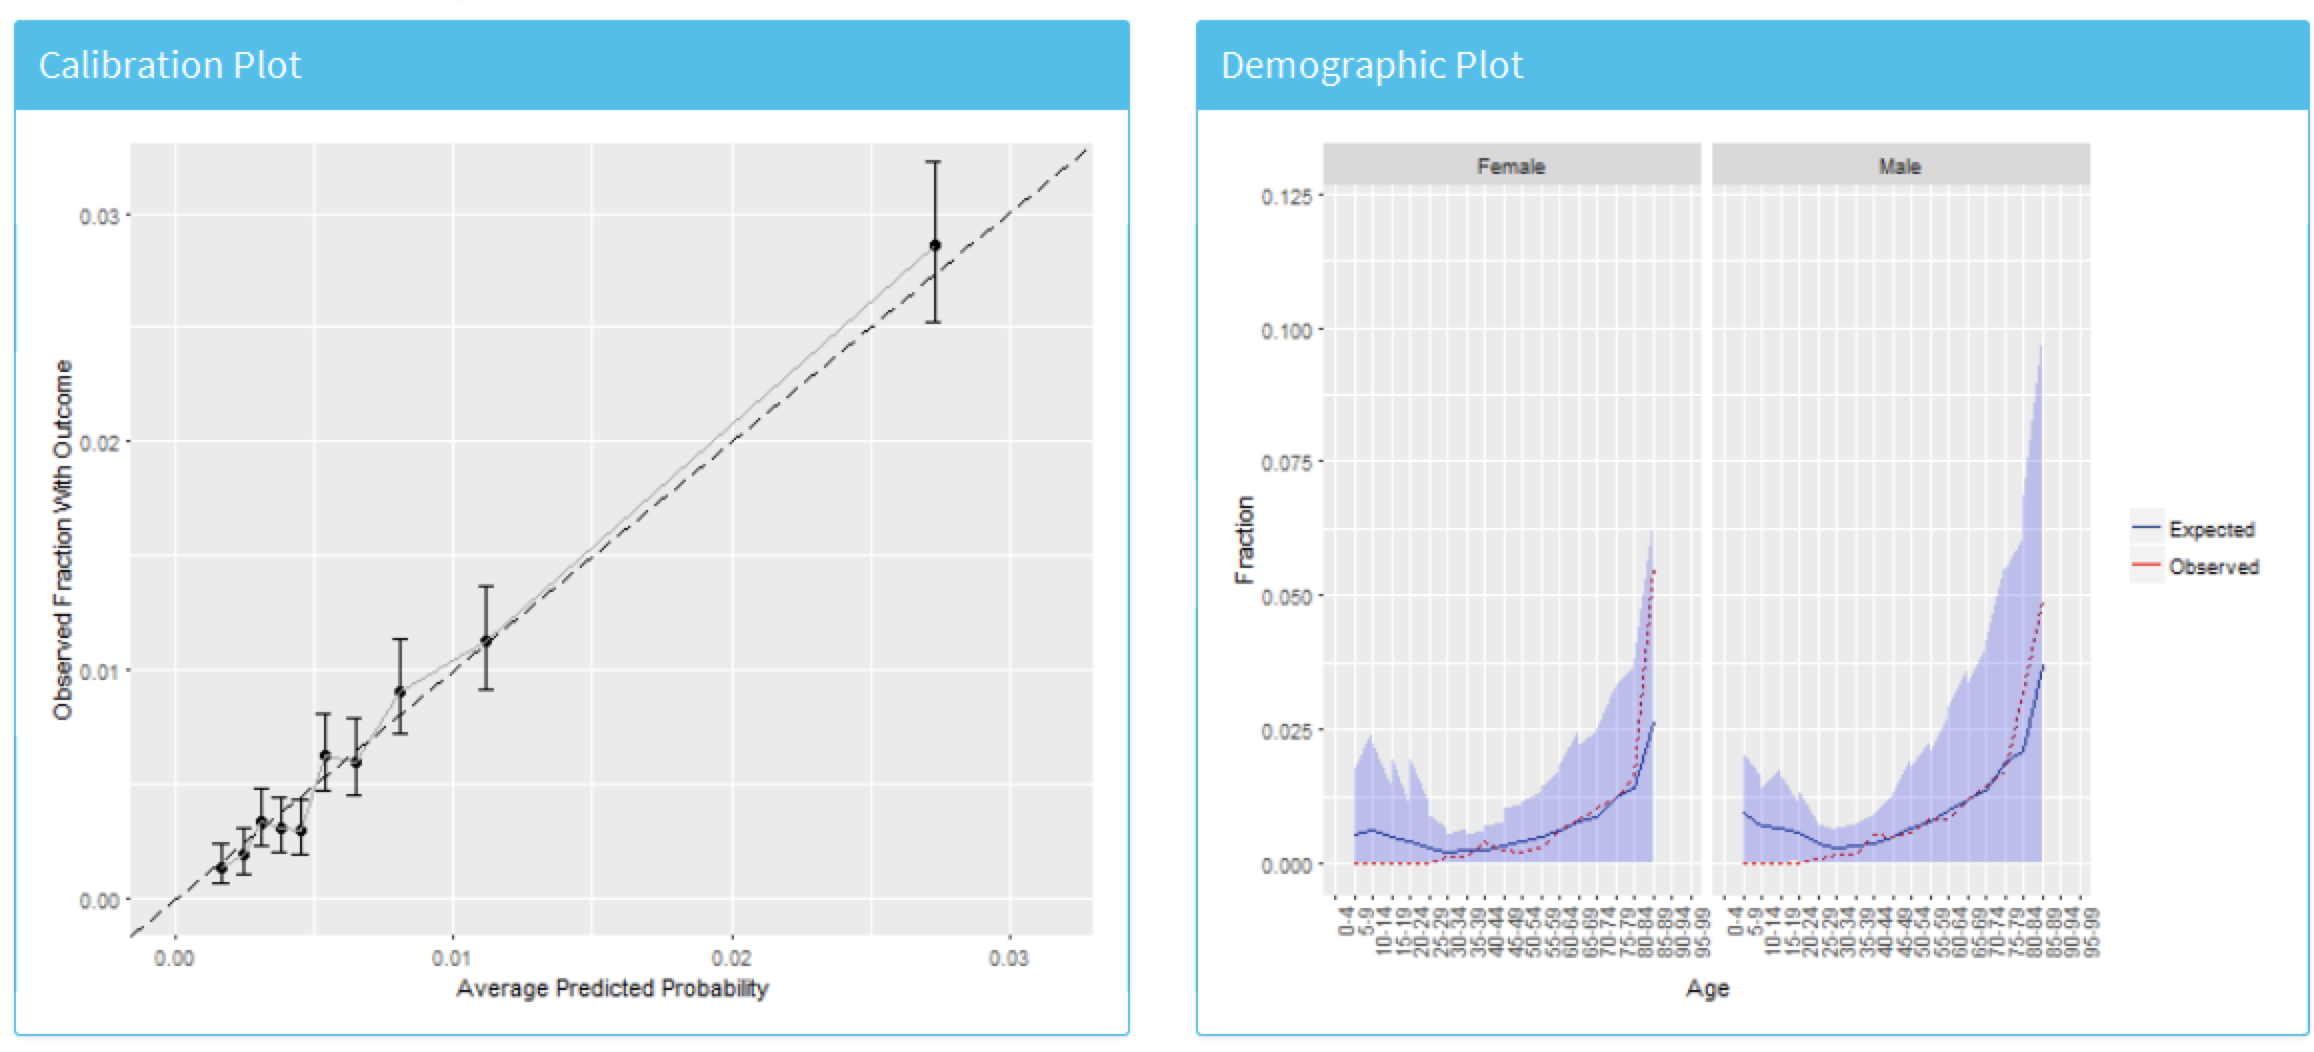 Calibration Plot
Observed Fraction With Outcome
0.03
0.02
0.01
0.00
0.00 0.01 0.02 0.03
Average Predicted Probability
Demographic Plot
Female Male
Fraction
0.125
0.100
0.075
0.050
0.025
0.000
0-4 5-9 10-14 15-19 20-24 25-29 30-34 35-39 40-44 45-49 50-54 55-59 60-64 65-69 70-74 75-79 80-84 85-89 90-94 95-99
0-4 5-9 10-14 15-19 20-24 25-29 30-34 35-39 40-44 45-49 50-54 55-59 60-64 65-69 70-74 75-79 80-84 85-89 90-94 95-99
Age
Expected
Observed